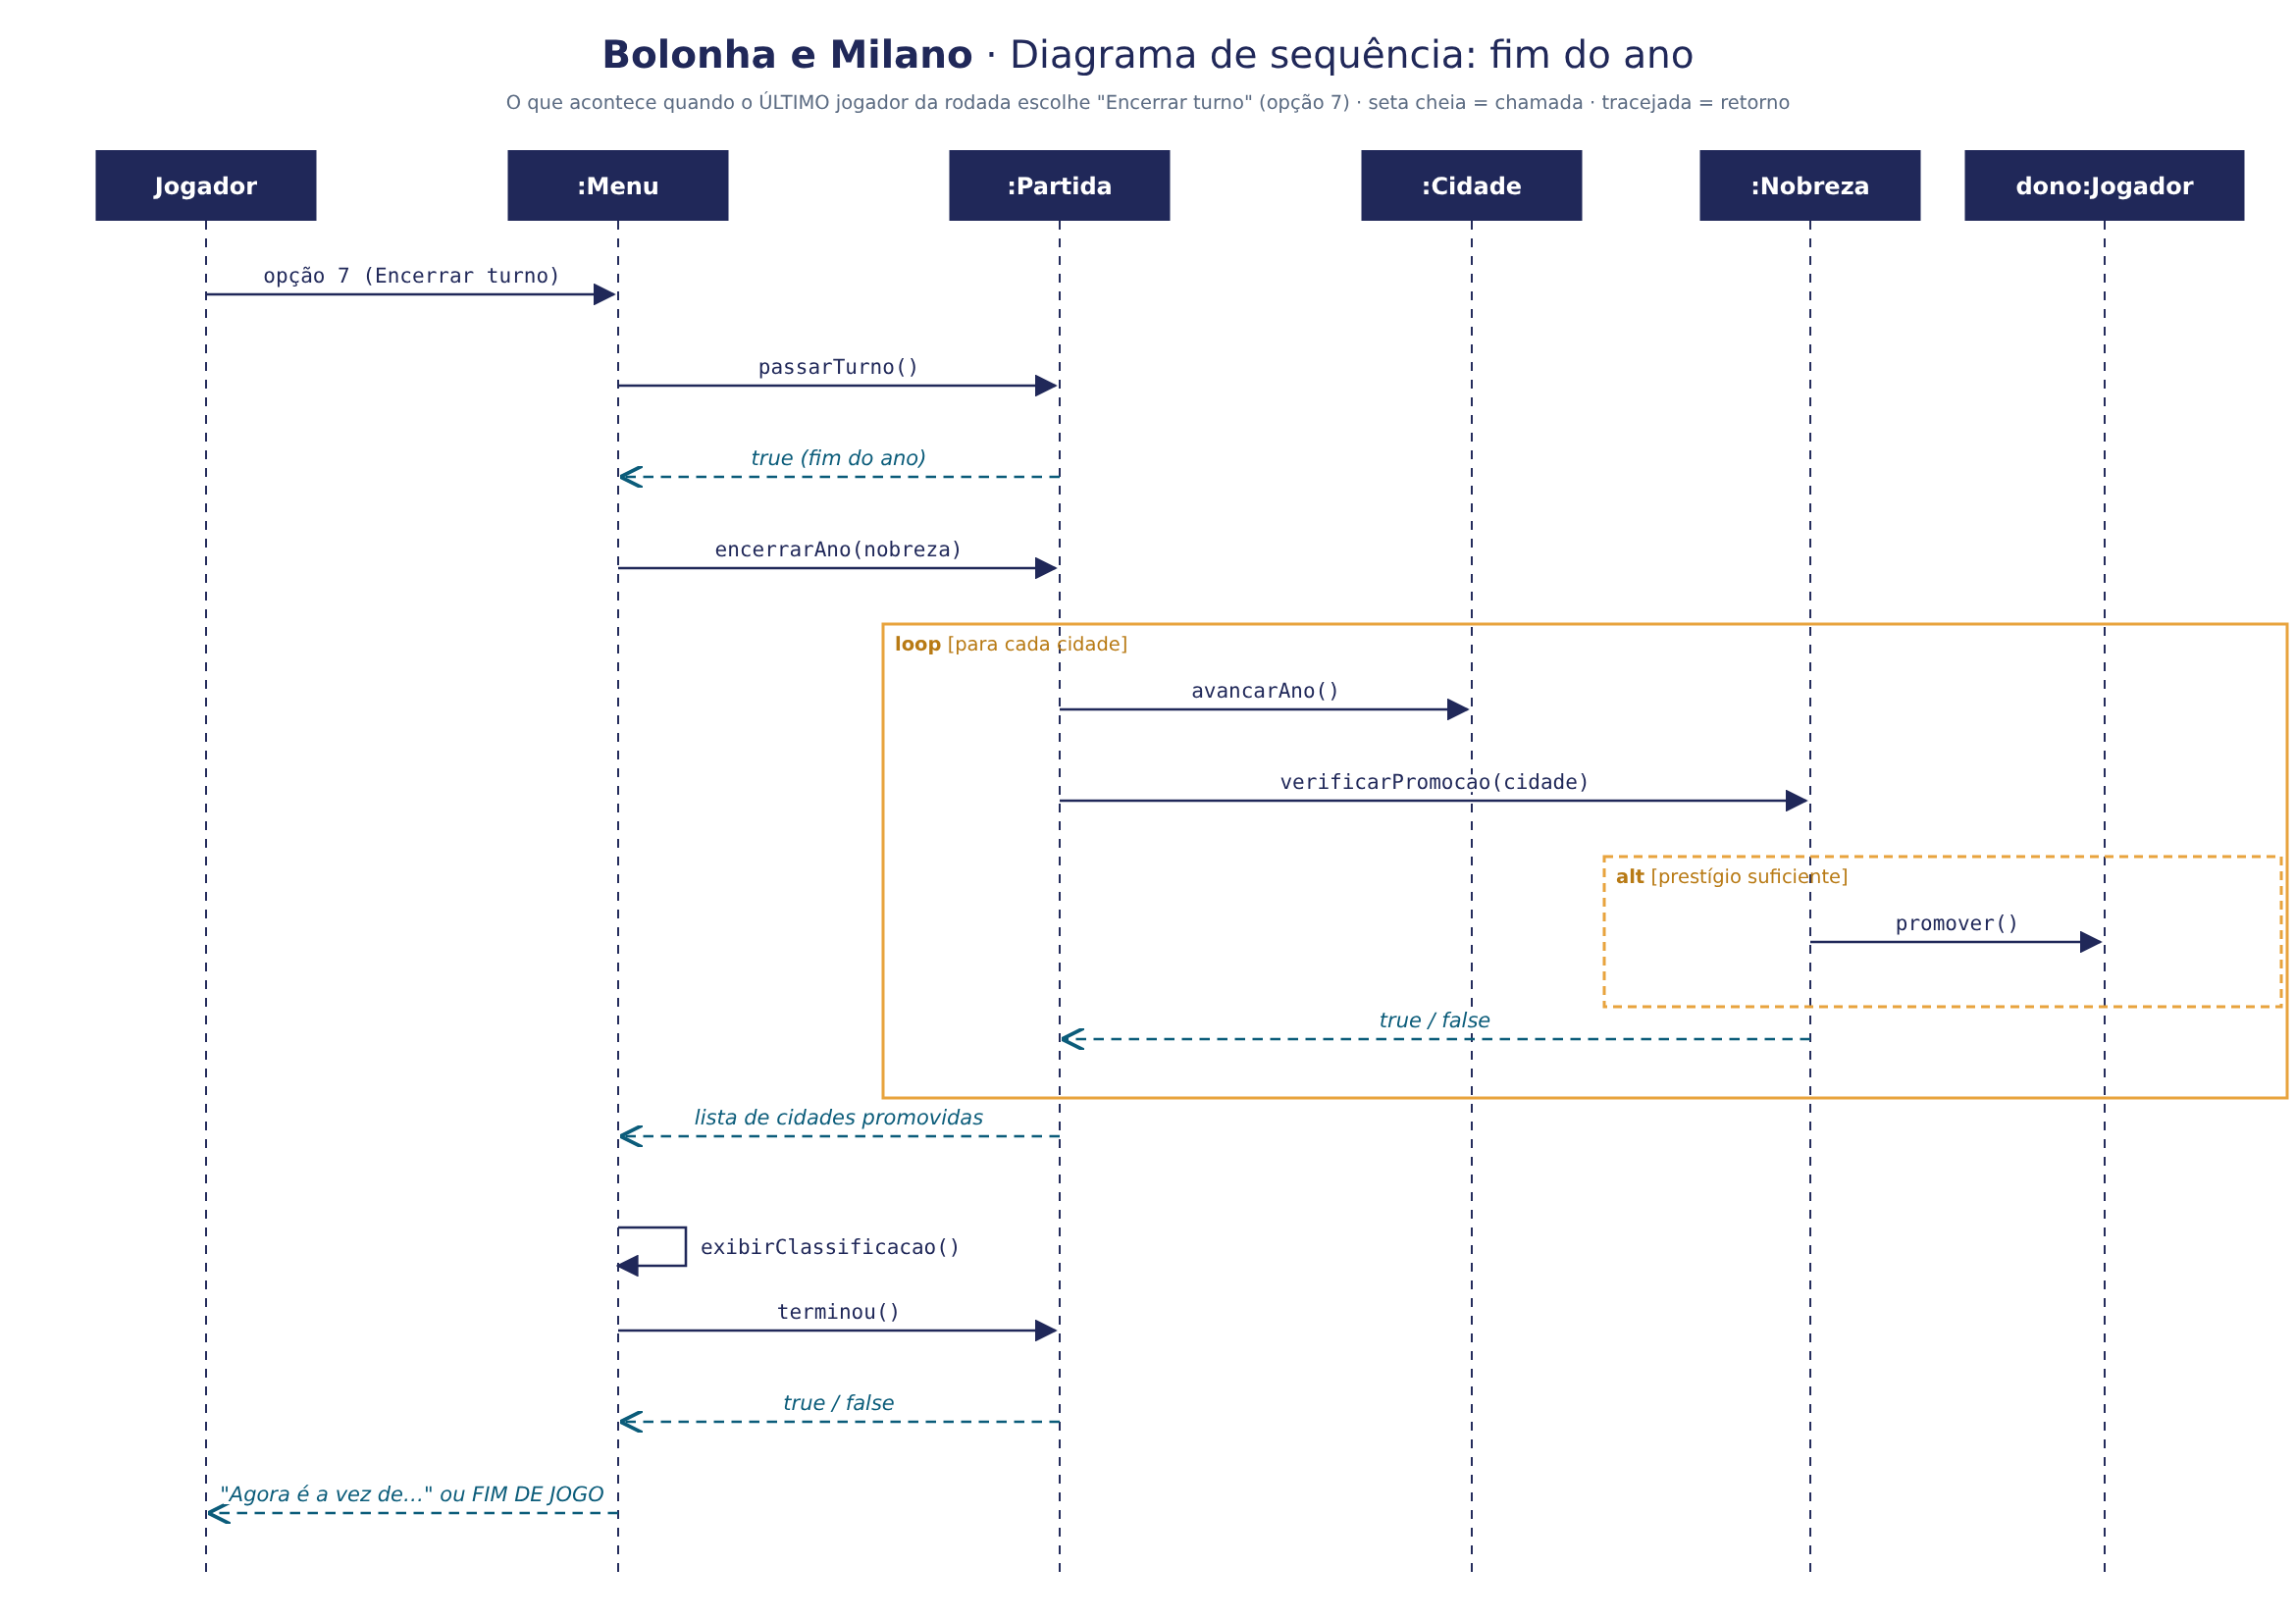 Bolonha e Milano · Diagrama de sequência: fim do ano
O que acontece quando o ÚLTIMO jogador da rodada escolhe "Encerrar turno" (opção 7) · seta cheia = chamada · tracejada = retorno
Jogador
:Menu
:Partida
:Cidade
:Nobreza
dono:Jogador
opção 7 (Encerrar turno)
passarTurno()
true (fim do ano)
encerrarAno(nobreza)
loop [para cada cidade]
avancarAno()
verificarPromocao(cidade)
alt [prestígio suficiente]
promover()
true / false
lista de cidades promovidas
exibirClassificacao()
terminou()
true / false
"Agora é a vez de..." ou FIM DE JOGO